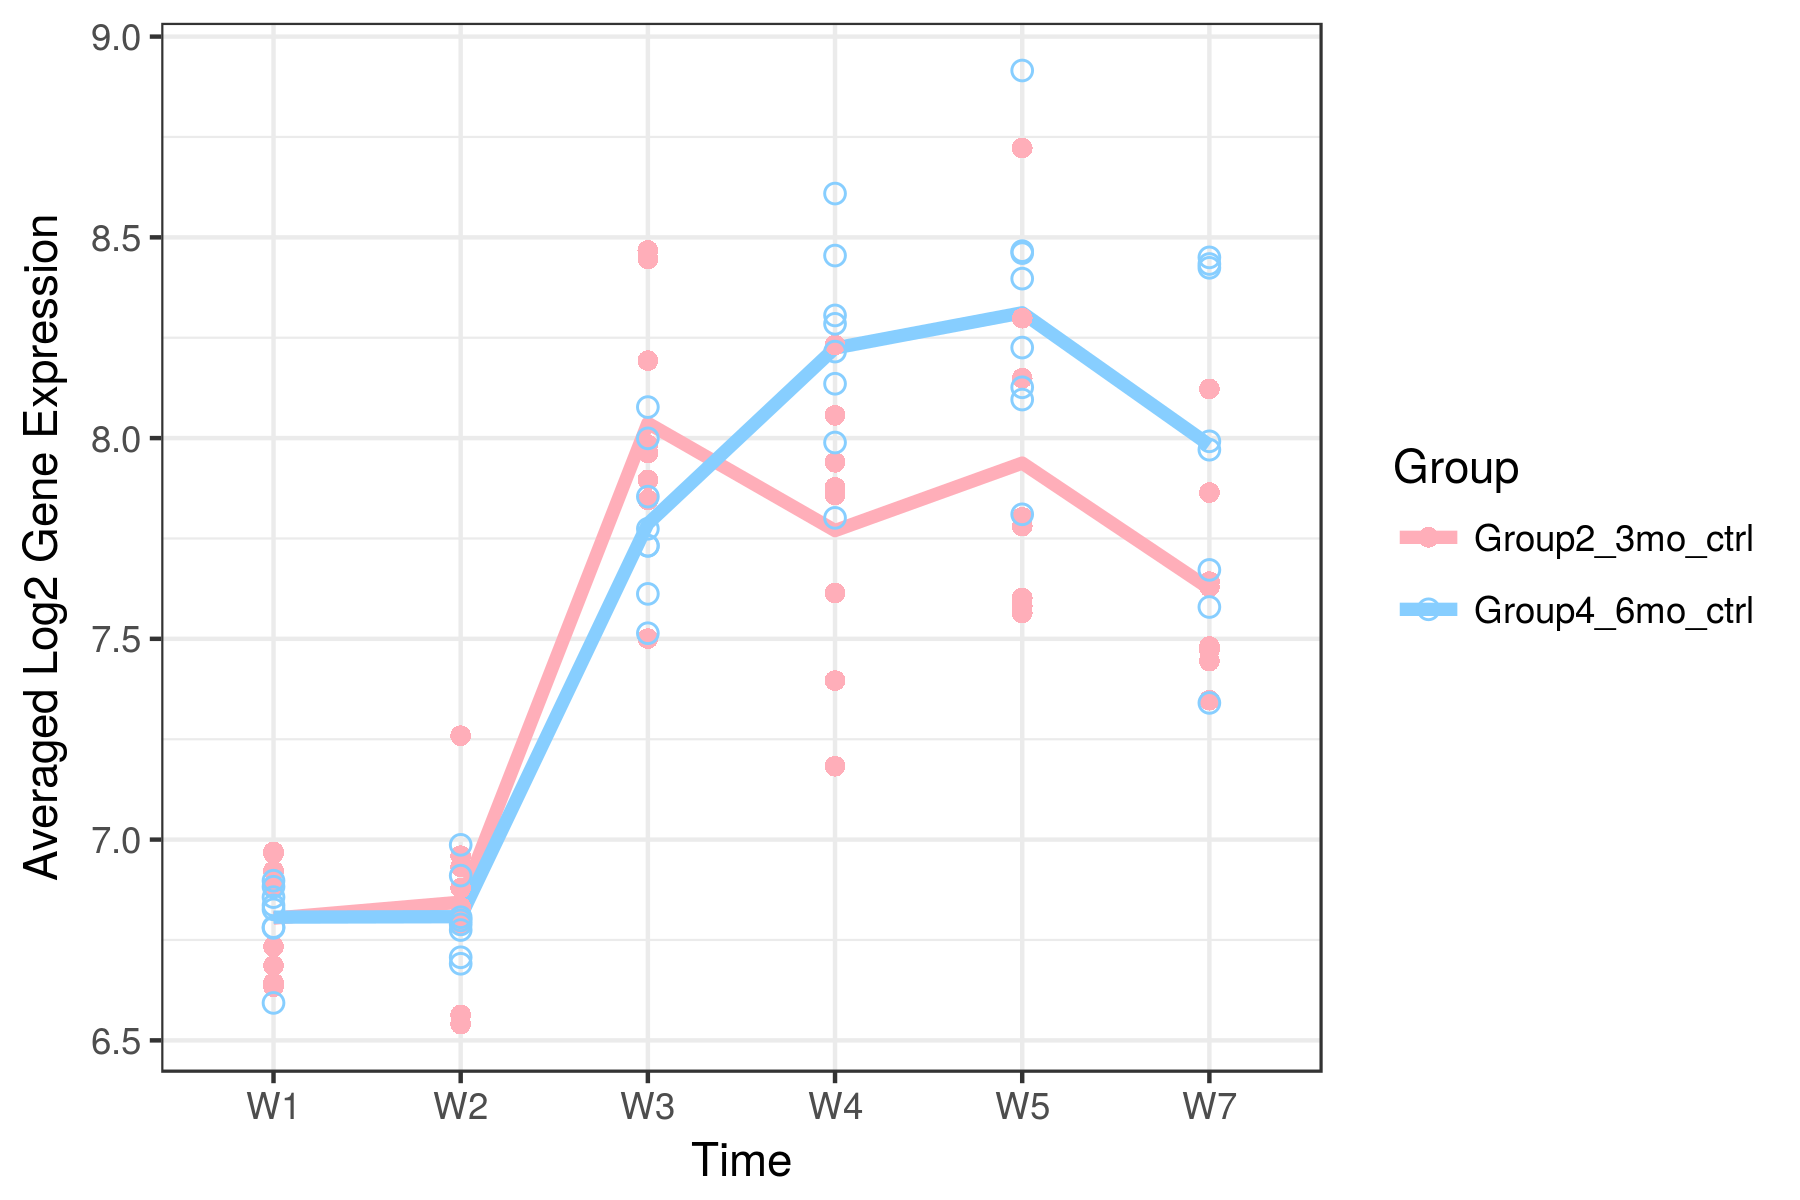 9.0
8.5
8.0
7.5
7.0
6.5
Averaged Log2 Gene Expression
W1 W2 W3 W4 W5 W7
Time
Group
Group2_3mo_ctrl
Group4_6mo_ctrl